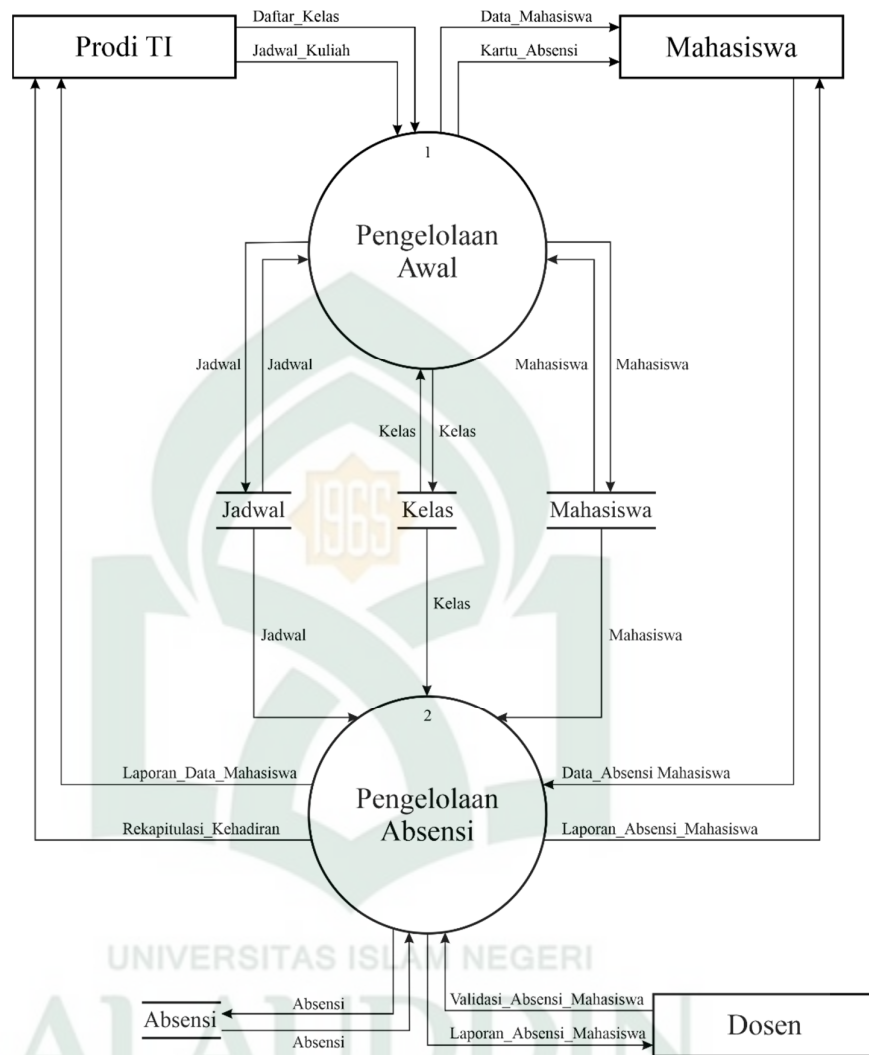 Daftar_Kelas
Data_Mahasiswa
Prodi TI
Mahasiswa
Jadwal_Kuliah
Kartu_Absensi
1
Pengelolaan
Awal
Jadwal
Jadwal
Mahasiswa
Mahasiswa
Kelas
Kelas
Jadwal
1965
Kelas
Mahasiswa
Kelas
Jadwal
Mahasiswa
2
Laporan_Data_Mahasiswa
Data_Absensi Mahasiswa
Pengelolaan
Absensi
Rekapitulasi_Kehadiran
Laporan_Absensi_Mahasiswa
UNIVERSITAS ISLAM NEGERI
ALAUDDIN
Absensi
Validasi_Absensi_Mahasiswa
Absensi
Dosen
Absensi
Laporan_Absensi_Mahasiswa